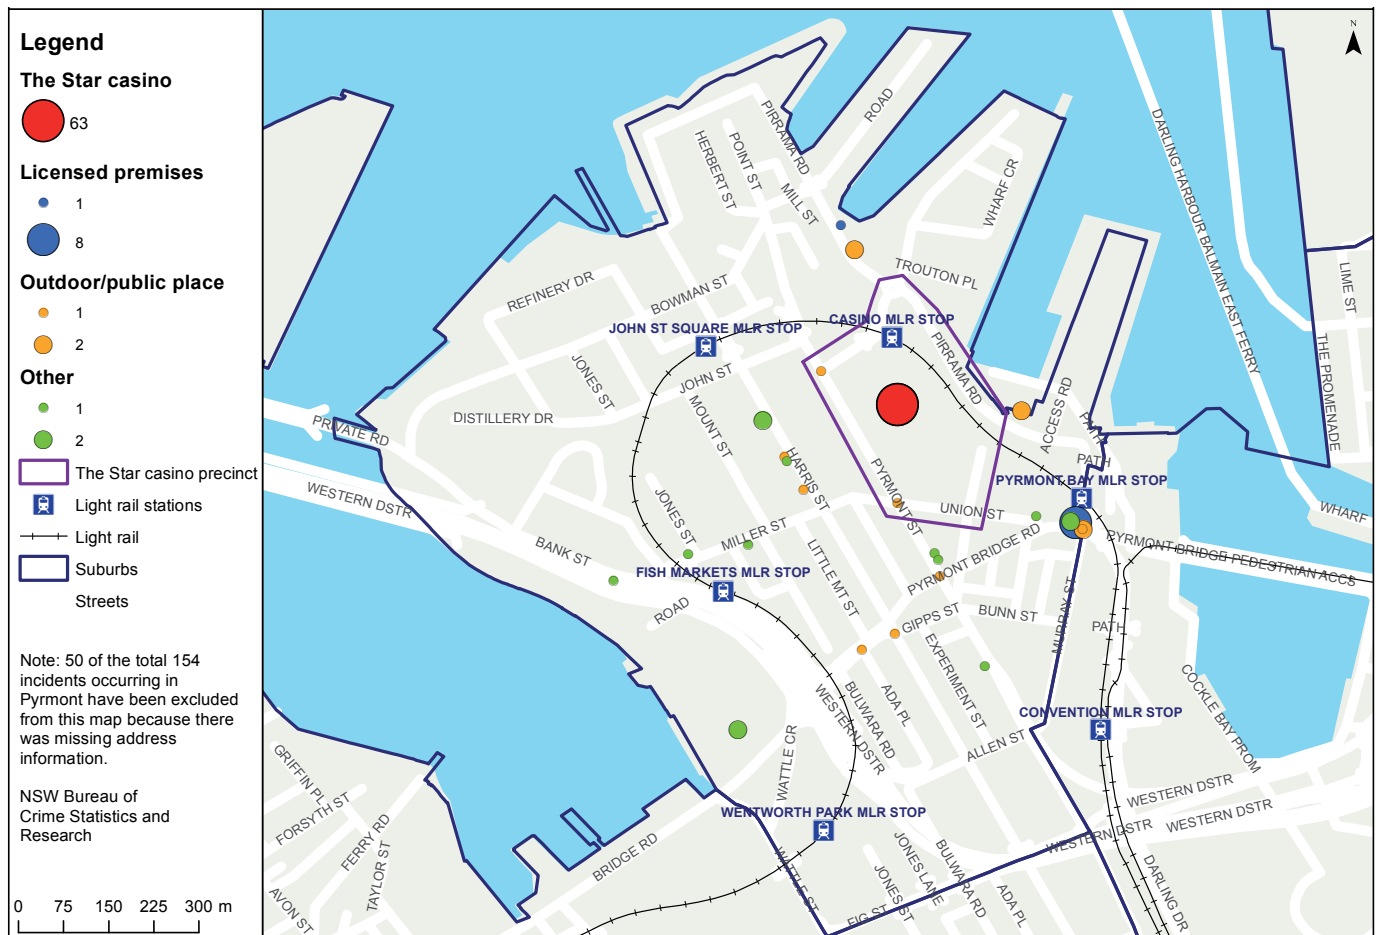 Legend
The Star casino
63
Licensed premises
1
8
Outdoor/public place
1
2
Other
1
2
The Star casino precinct
Light rail stations
Light rail
Suburbs
Streets
Note: 50 of the total 154
incidents occurring in
Pyrmont have been excluded
from this map because there
was missing address
information.
NSW Bureau of
Crime Statistics and
Research
0 75 150 225 300 m
N
PIRRAMA RD
ROAD
HERBERT ST
POINT ST
MILL ST
WHARF CR
DARLING HARBOUR BALMAIN EAST FERRY
TROUTON PL
LIME ST
THE PROMENADE
REFINERY DR
BOWMAN ST
JOHN ST SQUARE MLR STOP
CASINO MLR STOP
PIRRAMA RD
JONES ST
JOHN ST
MOUNT ST
DISTILLERY DR
PRIVATE RD
ACCESS RD
PATH
PATH
HARRIS ST
PYRMONT ST
PYRMONT BAY MLR STOP
WESTERN DSTR
JONES ST
UNION ST
WHARF
MILLER ST
BANK ST
LITTLE MT ST
PYRMONT BRIDGE RD
PYRMONT BRIDGE PEDESTRIAN ACCS
FISH MARKETS MLR STOP
ROAD
GIPPS ST
BUNN ST
MURRAY ST
PATH
EXPERIMENT ST
ADA PL
BULWARA RD
WESTERN DSTR
WATTLE CR
COCKLE BAY PROM
CONVENTION MLR STOP
ALLEN ST
GRIFFIN PL
FORSYTH ST
FERRY RD
TAYLOR ST
AVON ST
WENTWORTH PARK MLR STOP
BRIDGE RD
WATTLE ST
WESTERN DSTR
WESTERN DSTR
WESTERN DSTR
JONES LANE
JONES ST
BULWARA RD
ADA PL
FIG ST
DARLING DR